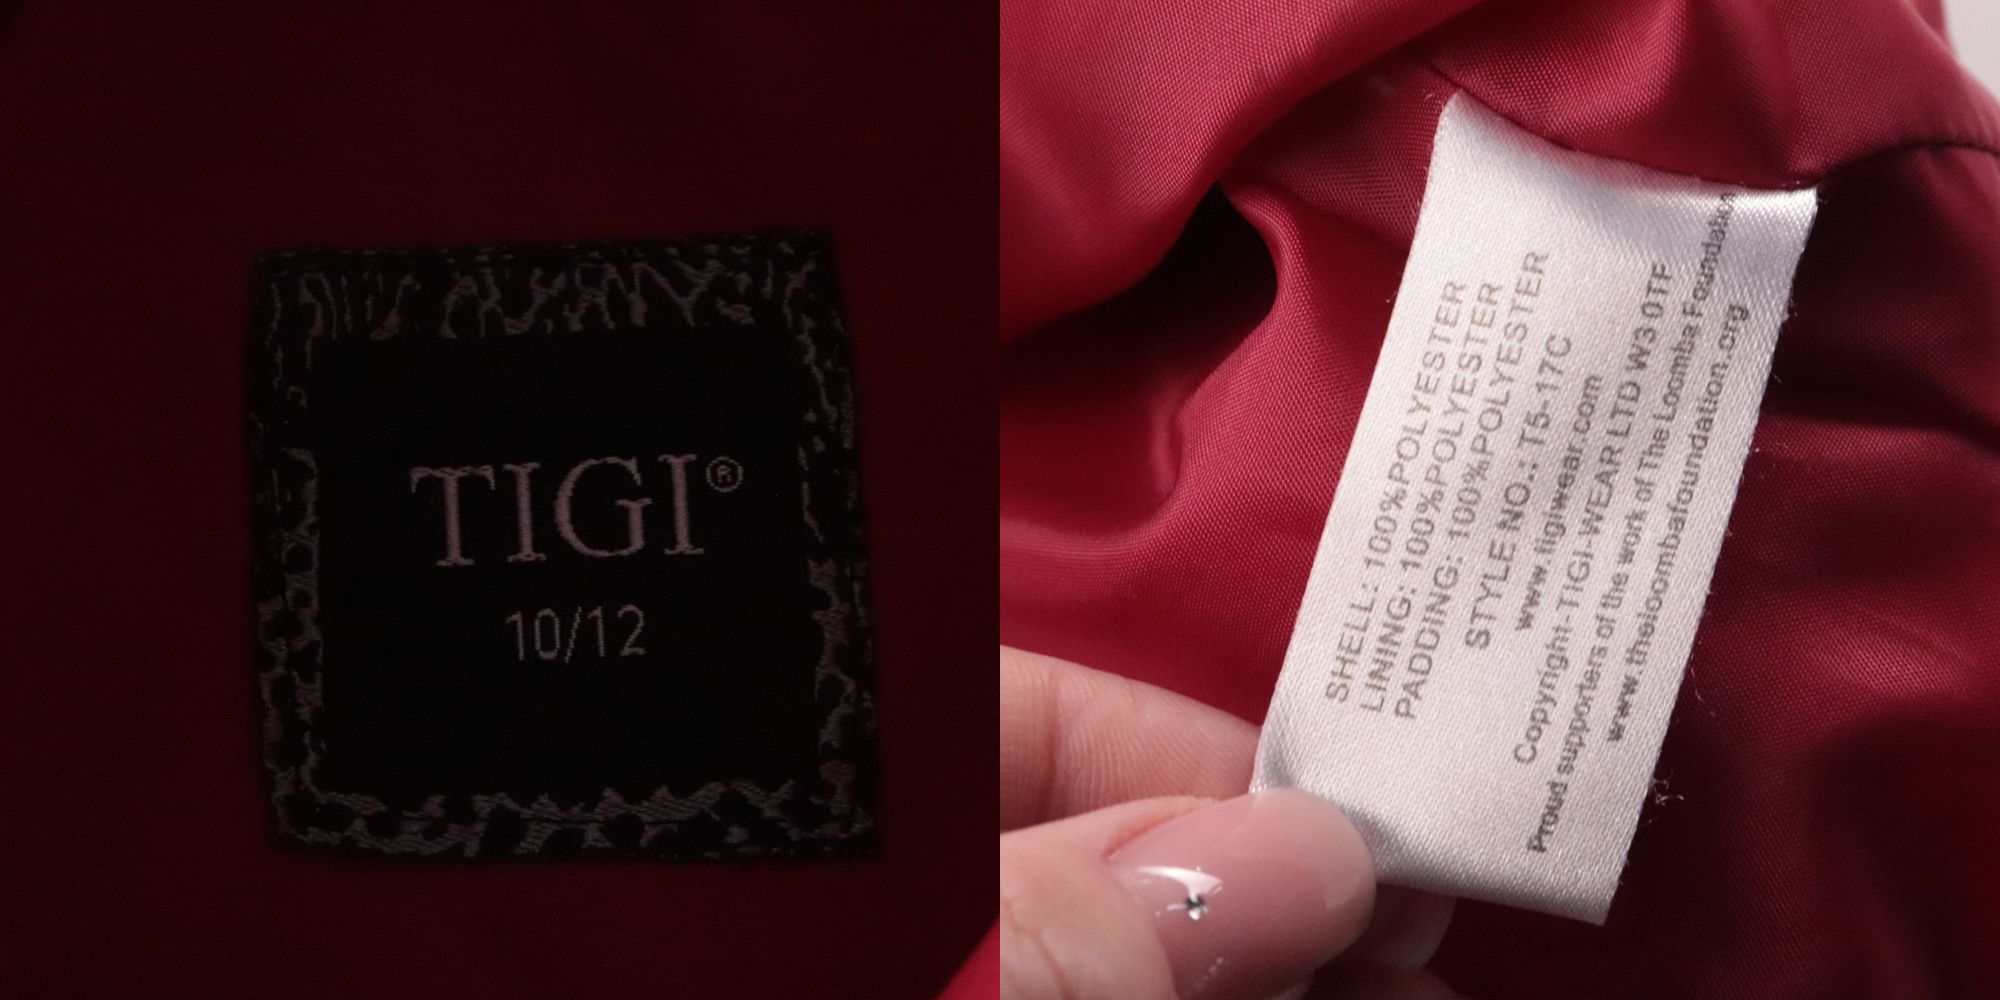 TIGI®
10/12
SHELL: 100%POLYESTER
LINING: 100%POLYESTER
PADDING: 100%POLYESTER
STYLE NO.: T5-17C
www.tigiwear.com
Copyright-TIGI-WEAR LTD W3 0TF
Proud supporters of the work of The Loomba Foundation
www.theloombafoundation.org